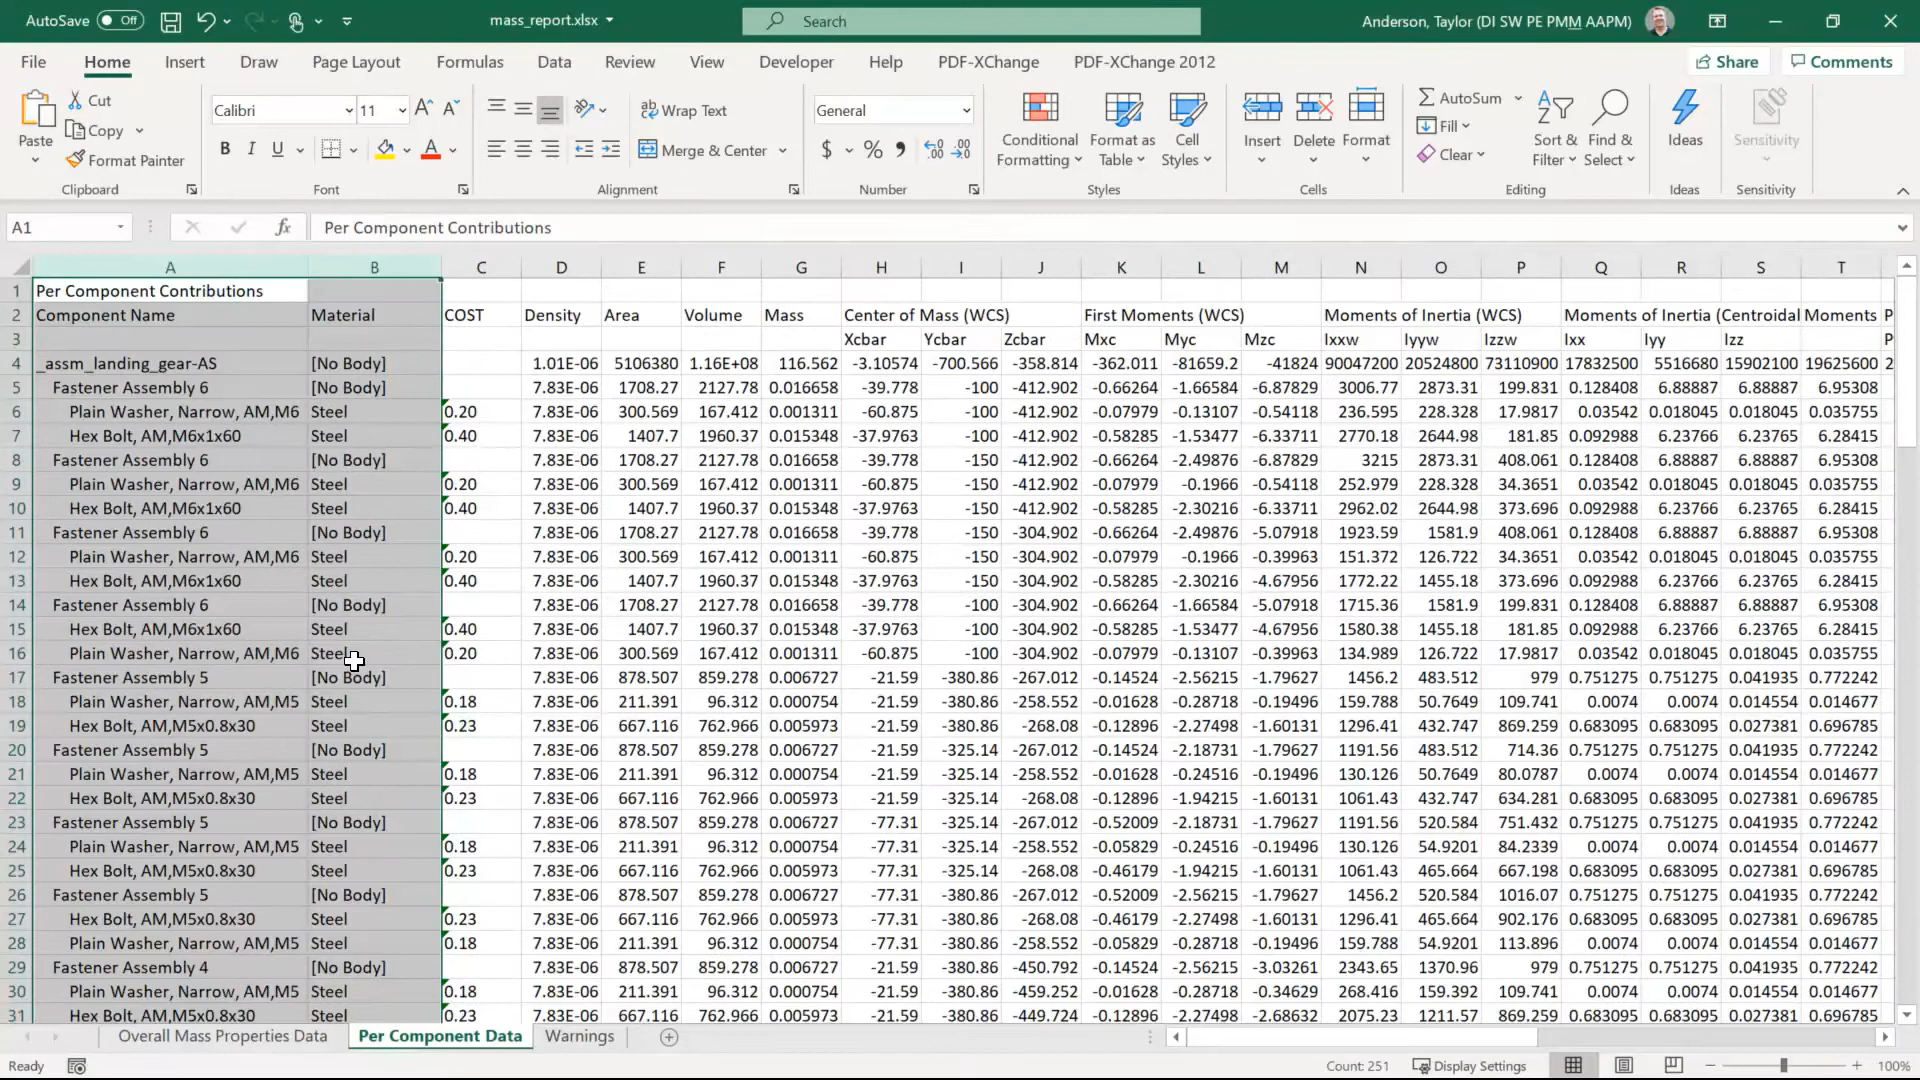 AutoSave Off mass_report.xlsx Search Anderson, Taylor (DI SW PE PMM AAPM)
File Home Insert Draw Page Layout Formulas Data Review View Developer Help PDF-XChange PDF-XChange 2012 Share Comments
Paste Cut Copy Format Painter
Calibri 11 B I U
ab Wrap Text Merge & Center
General $ %
Conditional Formatting Format as Table Cell Styles Insert Delete Format
AutoSum Fill Clear Sort & Filter Find & Select Ideas Sensitivity
Clipboard Font Alignment Number Styles Cells Editing Ideas Sensitivity
A1 fx Per Component Contributions
A B C D E F G H I J K L M N O P Q R S T
1 Per Component Contributions
2 Component Name Material COST Density Area Volume Mass Center of Mass (WCS) First Moments (WCS) Moments of Inertia (WCS) Moments of Inertia (Centroidal Moments P
3 Xcbar Ycbar Zcbar Mxc Myc Mzc Ixxw Iyyw Izzw Ixx Iyy Izz P
4 _assm_landing_gear-AS [No Body] 1.01E-06 5106380 1.16E+08 116.562 -3.10574 -700.566 -358.814 -362.011 -81659.2 -41824 90047200 20524800 73110900 17832500 5516680 15902100 19625600 2
5 Fastener Assembly 6 [No Body] 7.83E-06 1708.27 2127.78 0.016658 -39.778 -100 -412.902 -0.66264 -1.66584 -6.87829 3006.77 2873.31 199.831 0.128408 6.88887 6.88887 6.95308
6 Plain Washer, Narrow, AM,M6 Steel 0.20 7.83E-06 300.569 167.412 0.001311 -60.875 -100 -412.902 -0.07979 -0.13107 -0.54118 236.595 228.328 17.9817 0.03542 0.018045 0.018045 0.035755
7 Hex Bolt, AM,M6x1x60 Steel 0.40 7.83E-06 1407.7 1960.37 0.015348 -37.9763 -100 -412.902 -0.58285 -1.53477 -6.33711 2770.18 2644.98 181.85 0.092988 6.23766 6.23765 6.28415
8 Fastener Assembly 6 [No Body] 7.83E-06 1708.27 2127.78 0.016658 -39.778 -150 -412.902 -0.66264 -2.49876 -6.87829 3215 2873.31 408.061 0.128408 6.88887 6.88887 6.95308
9 Plain Washer, Narrow, AM,M6 Steel 0.20 7.83E-06 300.569 167.412 0.001311 -60.875 -150 -412.902 -0.07979 -0.1966 -0.54118 252.979 228.328 34.3651 0.03542 0.018045 0.018045 0.035755
10 Hex Bolt, AM,M6x1x60 Steel 0.40 7.83E-06 1407.7 1960.37 0.015348 -37.9763 -150 -412.902 -0.58285 -2.30216 -6.33711 2962.02 2644.98 373.696 0.092988 6.23766 6.23765 6.28415
11 Fastener Assembly 6 [No Body] 7.83E-06 1708.27 2127.78 0.016658 -39.778 -150 -304.902 -0.66264 -2.49876 -5.07918 1923.59 1581.9 408.061 0.128408 6.88887 6.88887 6.95308
12 Plain Washer, Narrow, AM,M6 Steel 0.20 7.83E-06 300.569 167.412 0.001311 -60.875 -150 -304.902 -0.07979 -0.1966 -0.39963 151.372 126.722 34.3651 0.03542 0.018045 0.018045 0.035755
13 Hex Bolt, AM,M6x1x60 Steel 0.40 7.83E-06 1407.7 1960.37 0.015348 -37.9763 -150 -304.902 -0.58285 -2.30216 -4.67956 1772.22 1455.18 373.696 0.092988 6.23766 6.23765 6.28415
14 Fastener Assembly 6 [No Body] 7.83E-06 1708.27 2127.78 0.016658 -39.778 -100 -304.902 -0.66264 -1.66584 -5.07918 1715.36 1581.9 199.831 0.128408 6.88887 6.88887 6.95308
15 Hex Bolt, AM,M6x1x60 Steel 0.40 7.83E-06 1407.7 1960.37 0.015348 -37.9763 -100 -304.902 -0.58285 -1.53477 -4.67956 1580.38 1455.18 181.85 0.092988 6.23766 6.23765 6.28415
16 Plain Washer, Narrow, AM,M6 Steel 0.20 7.83E-06 300.569 167.412 0.001311 -60.875 -100 -304.902 -0.07979 -0.13107 -0.39963 134.989 126.722 17.9817 0.03542 0.018045 0.018045 0.035755
17 Fastener Assembly 5 [No Body] 7.83E-06 878.507 859.278 0.006727 -21.59 -380.86 -267.012 -0.14524 -2.56215 -1.79627 1456.2 483.512 979 0.751275 0.751275 0.041935 0.772242
18 Plain Washer, Narrow, AM,M5 Steel 0.18 7.83E-06 211.391 96.312 0.000754 -21.59 -380.86 -258.552 -0.01628 -0.28718 -0.19496 159.788 50.7649 109.741 0.0074 0.0074 0.014554 0.014677
19 Hex Bolt, AM,M5x0.8x30 Steel 0.23 7.83E-06 667.116 762.966 0.005973 -21.59 -380.86 -268.08 -0.12896 -2.27498 -1.60131 1296.41 432.747 869.259 0.683095 0.683095 0.027381 0.696785
20 Fastener Assembly 5 [No Body] 7.83E-06 878.507 859.278 0.006727 -21.59 -325.14 -267.012 -0.14524 -2.18731 -1.79627 1191.56 483.512 714.36 0.751275 0.751275 0.041935 0.772242
21 Plain Washer, Narrow, AM,M5 Steel 0.18 7.83E-06 211.391 96.312 0.000754 -21.59 -325.14 -258.552 -0.01628 -0.24516 -0.19496 130.126 50.7649 80.0787 0.0074 0.0074 0.014554 0.014677
22 Hex Bolt, AM,M5x0.8x30 Steel 0.23 7.83E-06 667.116 762.966 0.005973 -21.59 -325.14 -268.08 -0.12896 -1.94215 -1.60131 1061.43 432.747 634.281 0.683095 0.683095 0.027381 0.696785
23 Fastener Assembly 5 [No Body] 7.83E-06 878.507 859.278 0.006727 -77.31 -325.14 -267.012 -0.52009 -2.18731 -1.79627 1191.56 520.584 751.432 0.751275 0.751275 0.041935 0.772242
24 Plain Washer, Narrow, AM,M5 Steel 0.18 7.83E-06 211.391 96.312 0.000754 -77.31 -325.14 -258.552 -0.05829 -0.24516 -0.19496 130.126 54.9201 84.2339 0.0074 0.0074 0.014554 0.014677
25 Hex Bolt, AM,M5x0.8x30 Steel 0.23 7.83E-06 667.116 762.966 0.005973 -77.31 -325.14 -268.08 -0.46179 -1.94215 -1.60131 1061.43 465.664 667.198 0.683095 0.683095 0.027381 0.696785
26 Fastener Assembly 5 [No Body] 7.83E-06 878.507 859.278 0.006727 -77.31 -380.86 -267.012 -0.52009 -2.56215 -1.79627 1456.2 520.584 1016.07 0.751275 0.751275 0.041935 0.772242
27 Hex Bolt, AM,M5x0.8x30 Steel 0.23 7.83E-06 667.116 762.966 0.005973 -77.31 -380.86 -268.08 -0.46179 -2.27498 -1.60131 1296.41 465.664 902.176 0.683095 0.683095 0.027381 0.696785
28 Plain Washer, Narrow, AM,M5 Steel 0.18 7.83E-06 211.391 96.312 0.000754 -77.31 -380.86 -258.552 -0.05829 -0.28718 -0.19496 159.788 54.9201 113.896 0.0074 0.0074 0.014554 0.014677
29 Fastener Assembly 4 [No Body] 7.83E-06 878.507 859.278 0.006727 -21.59 -380.86 -450.792 -0.14524 -2.56215 -3.03261 2343.65 1370.96 979 0.751275 0.751275 0.041935 0.772242
30 Plain Washer, Narrow, AM,M5 Steel 0.18 7.83E-06 211.391 96.312 0.000754 -21.59 -380.86 -459.252 -0.01628 -0.28718 -0.34629 268.416 159.392 109.741 0.0074 0.0074 0.014554 0.014677
31 Hex Bolt, AM,M5x0.8x30 Steel 0.23 7.83E-06 667.116 762.966 0.005973 -21.59 -380.86 -449.724 -0.12896 -2.27498 -2.68632 2075.23 1211.57 869.259 0.683095 0.683095 0.027381 0.696785
Overall Mass Properties Data Per Component Data Warnings
Ready Count: 251 Display Settings 100%